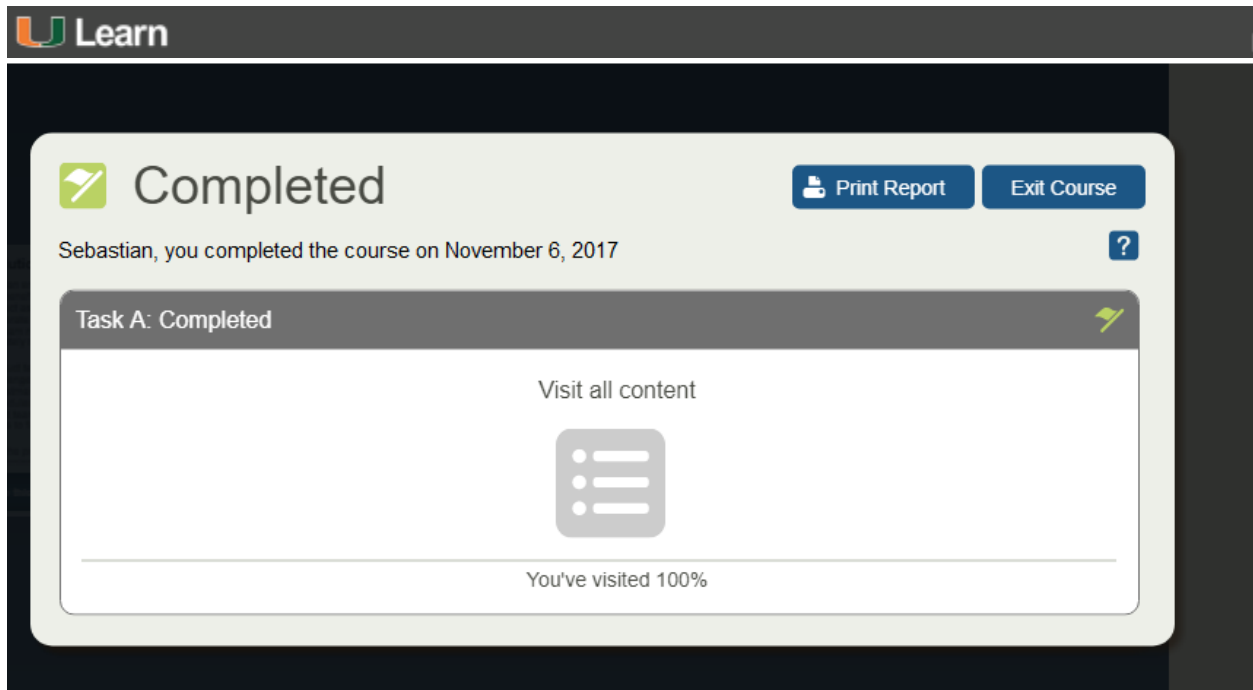 U Learn
Completed
Print Report
Exit Course
Sebastian, you completed the course on November 6, 2017
?
Task A: Completed
Visit all content
You've visited 100%